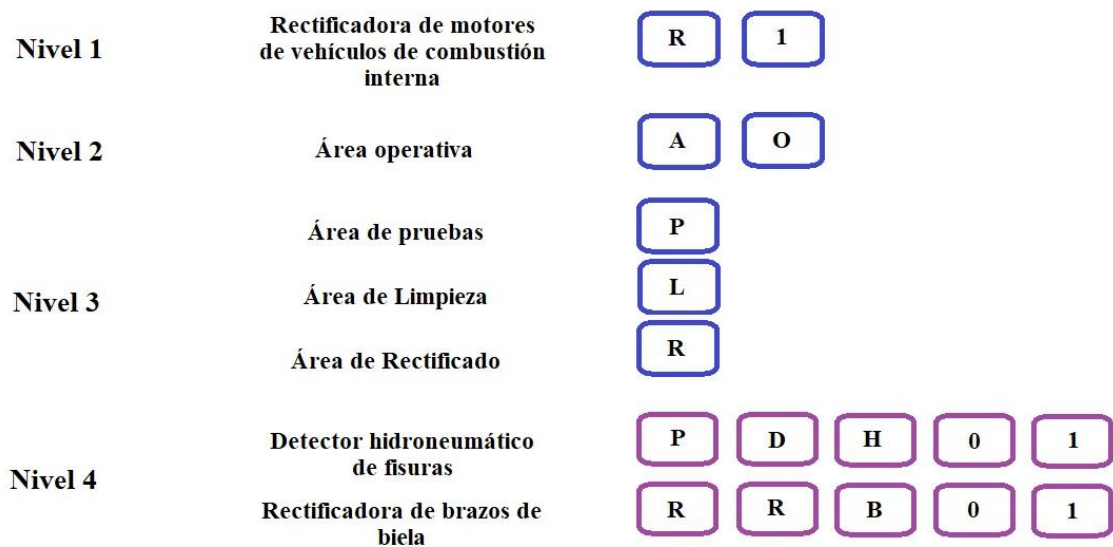 Nivel 1
Rectificadora de motores
de vehículos de combustión
interna
R 1
Nivel 2
Área operativa
A O
Nivel 3
Área de pruebas
P
Área de Limpieza
L
Área de Rectificado
R
Nivel 4
Detector hidroneumático
de fisuras
P D H 0 1
Rectificadora de brazos de
biela
R R B 0 1